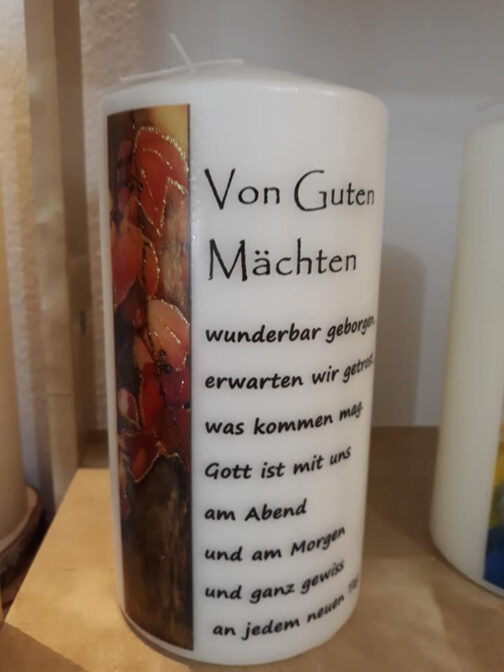 Von Guten
Mächten
wunderbar geborgen,
erwarten wir getrost,
was kommen mag.
Gott ist mit uns
am Abend
und am Morgen
und ganz gewiss
an jedem neuen